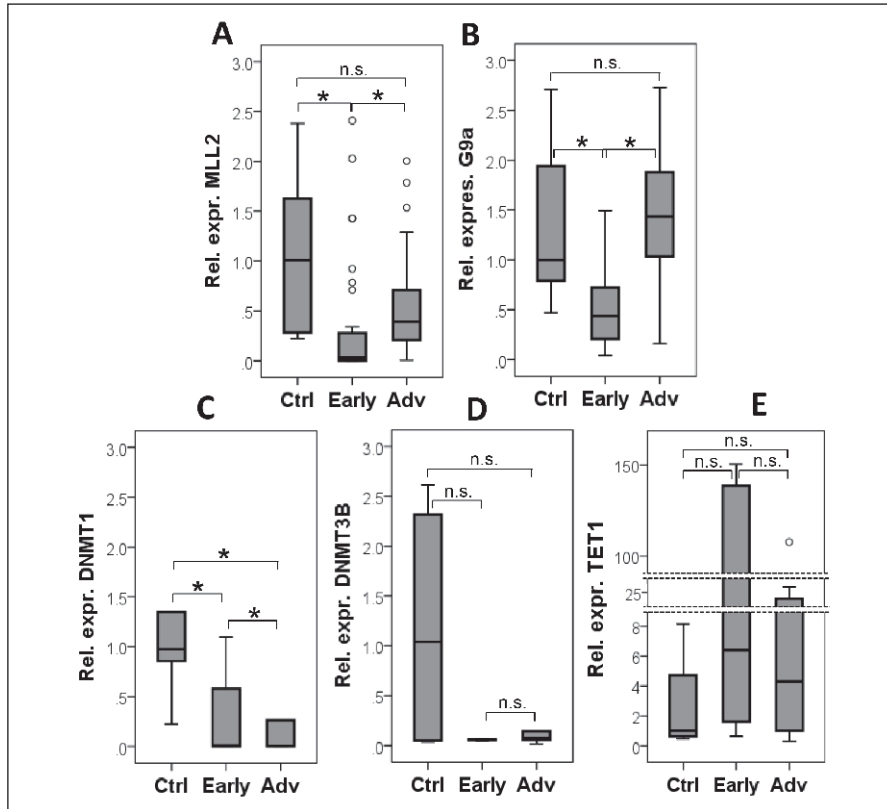 A
Rel. expr. MLL2
3.0
2.5
2.0
1.5
1.0
.5
.0
n.s.
*
*
Ctrl
Early
Adv
B
Rel. expres. G9a
3.0
2.5
2.0
1.5
1.0
.5
.0
n.s.
*
*
Ctrl
Early
Adv
C
Rel. expr. DNMT1
3.0
2.5
2.0
1.5
1.0
.5
.0
*
*
*
Ctrl
Early
Adv
D
Rel. expr. DNMT3B
3.0
2.5
2.0
1.5
1.0
.5
.0
n.s.
n.s.
n.s.
Ctrl
Early
Adv
E
Rel. expr. TET1
150
100
25
8
6
4
2
0
n.s.
n.s.
n.s.
Ctrl
Early
Adv